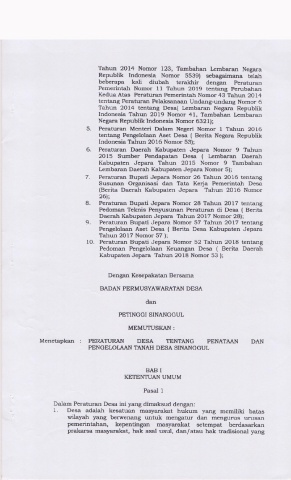 Tahun 2014 Nomor 123, Tambahan Lembaran Negara
Republik Indonesia Nomor 5539) sebagaimana telah
beberapa kali diubah terakhir dengan Peraturan
Pemerintah Nomor 11 Tahun 2019 tentang Perubahan
Kedua Atas Peraturan Pemerintah Nomor 43 Tahun 2014
tentang Peraturan Pelaksanaan Undang-undang Nomor 6
Tahun 2014 tentang Desa( Lembaran Negara Republik
Indonesia Tahun 2019 Nomor 41, Tambahan Lembaran
Negara Republik Indonesia Nomor 6321);
5. Peraturan Menteri Dalam Negeri Nomor 1 Tahun 2016
tentang Pengelolaan Aset Desa ( Berita Negara Republik
Indonesia Tahun 2016 Nomor 53);
6. Peraturan Daerah Kabupaten Jepara Nomor 9 Tahun
2015 Sumber Pendapatan Desa ( Lembaran Daerah
Kabupaten Jepara Tahun 2015 Nomor 9 Tambahan
Lembaran Daerah Kabupaten Jepara Nomor 5);
7. Peraturan Bupati Jepara Nomor 26 Tahun 2016 tentang
Susunan Organisasi dan Tata Kerja Pemerintah Desa
(Berita Daerah Kabupaten Jepara Tahun 2016 Nomor
26);
8. Peraturan Bupati Jepara Nomor 28 Tahun 2017 tentang
Pedoman Teknis Penyusunan Peraturan di Desa ( Berita
Daerah Kabupaten Jepara Tahun 2017 Nomor 28);
9. Peraturan Bupati Jepara Nomor 57 Tahun 2017 tentang
Pengelolaan Aset Desa ( Berita Desa Kabupaten Jepara
Tahun 2017 Nomor 57 );
10. Peraturan Bupati Jepara Nomor 52 Tahun 2018 tentang
Pedoman Pengelolaan Keuangan Desa ( Berita Daerah
Kabupaten Jepara Tahun 2018 Nomor 53 );
Dengan Kesepakatan Bersama
BADAN PERMUSYAWARATAN DESA
dan
PETINGGI SINANGGUL
MEMUTUSKAN :
Menetapkan : PERATURAN DESA TENTANG PENATAAN DAN
PENGELOLAAN TANAH DESA SINANGGUL
BAB I
KETENTUAN UMUM
Pasal 1
Dalam Peraturan Desa ini yang dimaksud dengan:
1. Desa adalah kesatuan masyarakat hukum yang memiliki batas
wilayah yang berwenang untuk mengatur dan mengurus urusan
pemerintahan, kepentingan masyarakat setempat berdasarkan
prakarsa masyarakat, hak asal usul, dan/atau hak tradisional yang